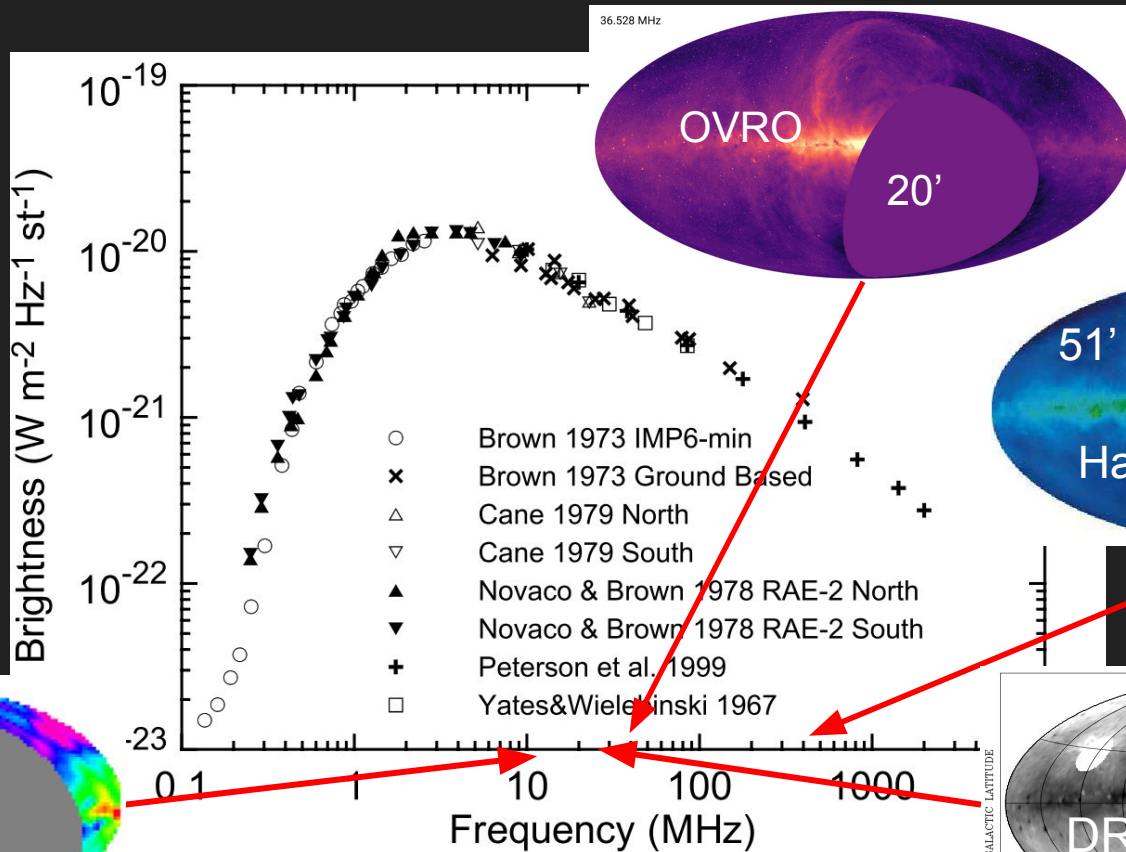 36.528 MHz
OVRO
20'
51'
Ha
10-19
10-20
10-21
10-22
-23
Brightness (W m-2 Hz-1 st-1)
Brown 1973 IMP6-min
Brown 1973 Ground Based
Cane 1979 North
Cane 1979 South
Novaco & Brown 1978 RAE-2 North
Novaco & Brown 1978 RAE-2 South
Peterson et al. 1999
Yates&Wielebinski 1967
0.1 1 10 100 1000
Frequency (MHz)
ALACTIC LATITUDE
DR